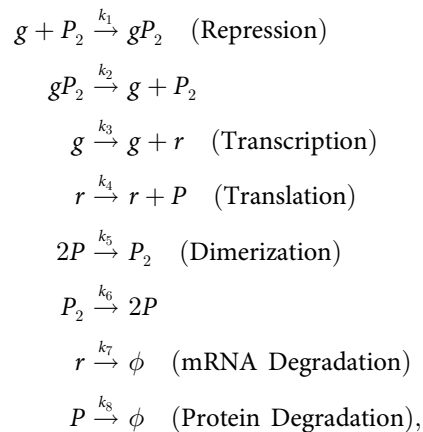 g + P₂ →^{k₁} gP₂ (Repression)
gP₂ →^{k₂} g + P₂
g →^{k₃} g + r (Transcription)
r →^{k₄} r + P (Translation)
2P →^{k₅} P₂ (Dimerization)
P₂ →^{k₆} 2P
r →^{k₇} ϕ (mRNA Degradation)
P →^{k₈} ϕ (Protein Degradation),